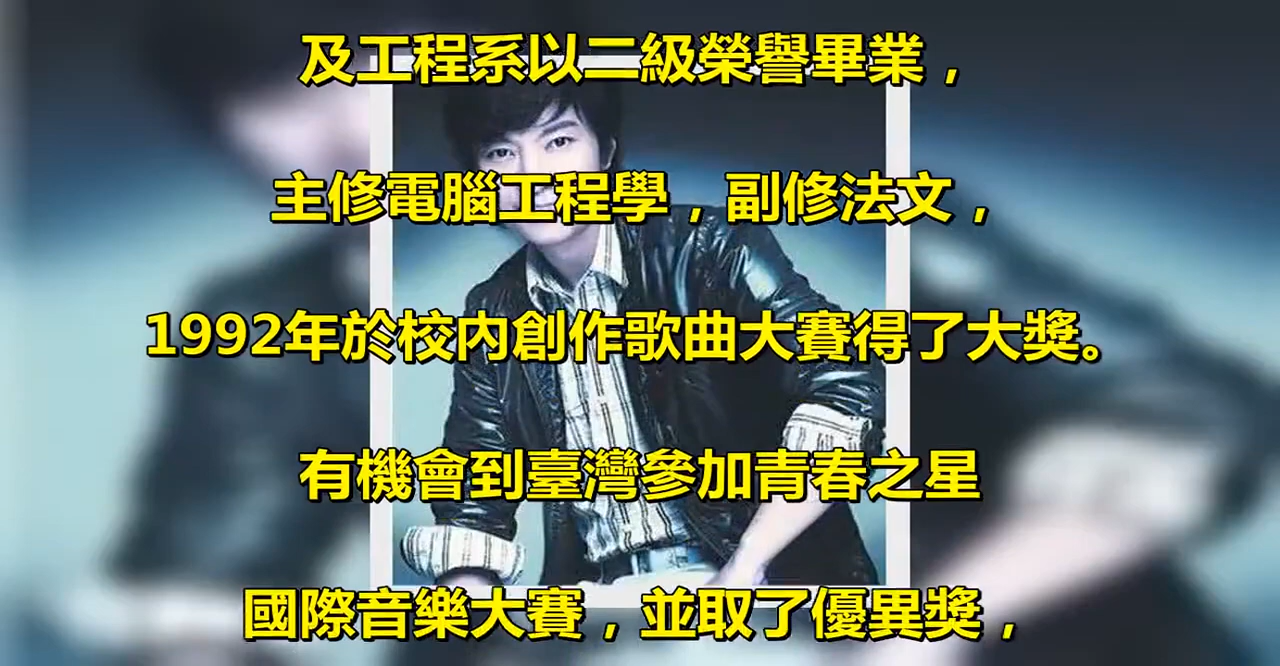 及工程系以二級榮譽畢業，
主修電腦工程學，副修法文，
1992年於校內創作歌曲大賽得了大獎。
有機會到臺灣參加青春之星
國際音樂大賽，並取了優異獎，